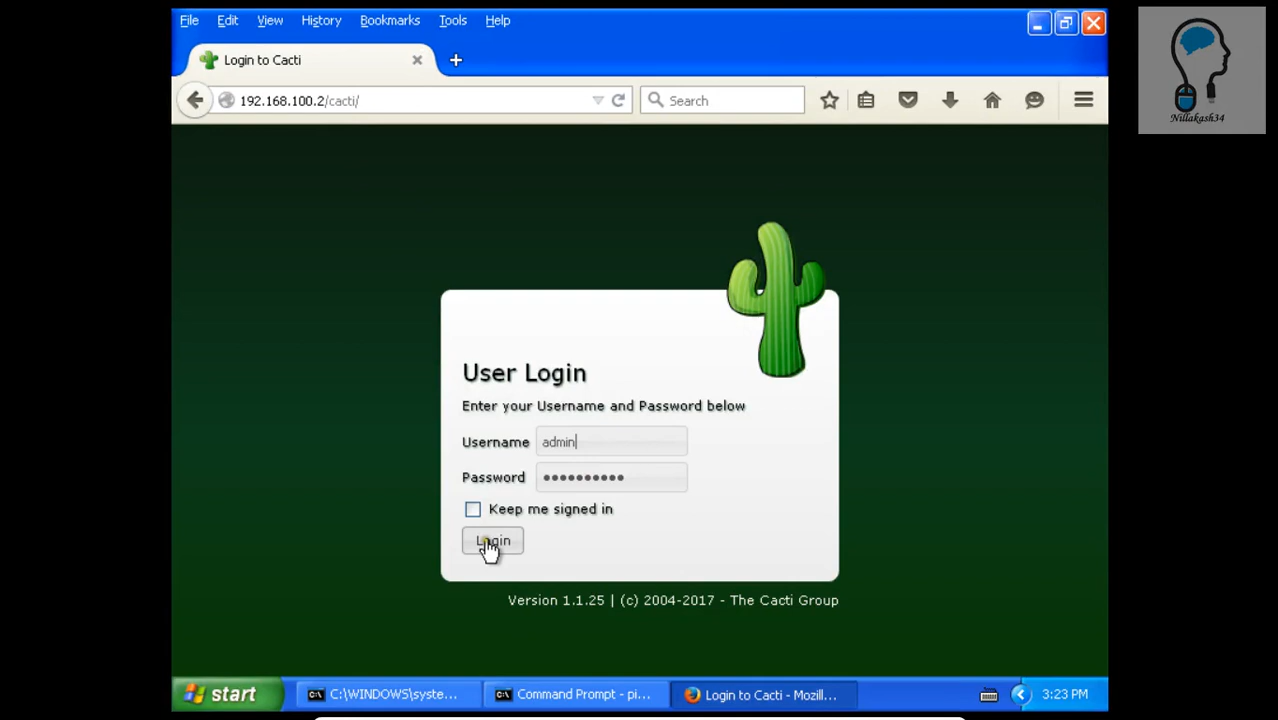 File Edit View History Bookmarks Tools Help
Login to Cacti
192.168.100.2/cacti/
Search
Nillakash34
User Login
Enter your Username and Password below
Username admin
Password ••••••••••
Keep me signed in
Login
Version 1.1.25 | (c) 2004-2017 - The Cacti Group
start C:\WINDOWS\syste... Command Prompt - pi... Login to Cacti - Mozill... 3:23 PM